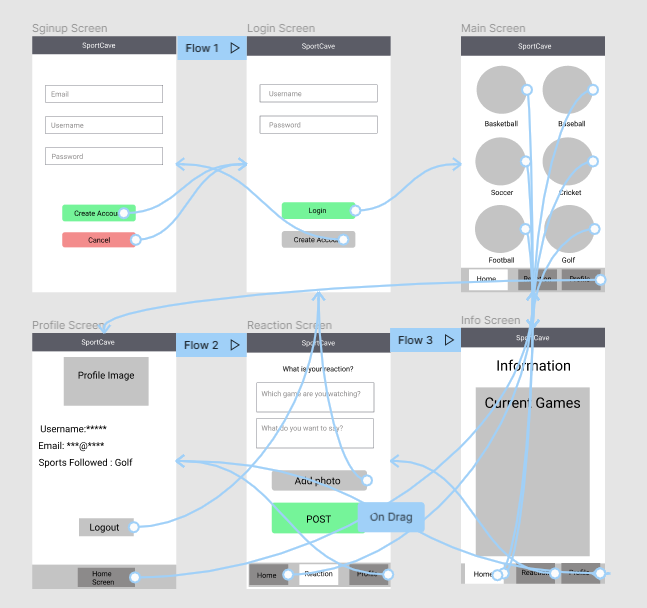 Sginup Screen
Login Screen
Main Screen
SportCave
Flow 1
SportCave
SportCave
Email
Username
Password
Create Accou
Cancel
Username
Password
Login
Create Accou
Basketball
Baseball
Soccer
Cricket
Football
Golf
Home
Reaction
Profile
Profile Screen
Reaction Screen
Info Screen
SportCave
Flow 2
SportCave
Flow 3
SportCave
Profile Image
Username:*****
Email: ***@****
Sports Followed : Golf
Logout
Home
Screen
What is your reaction?
Which game are you watching?
What do you want to say?
Add photo
POST
On Drag
Home
Reaction
Profile
Information
Current Games
Home
Reaction
Profile